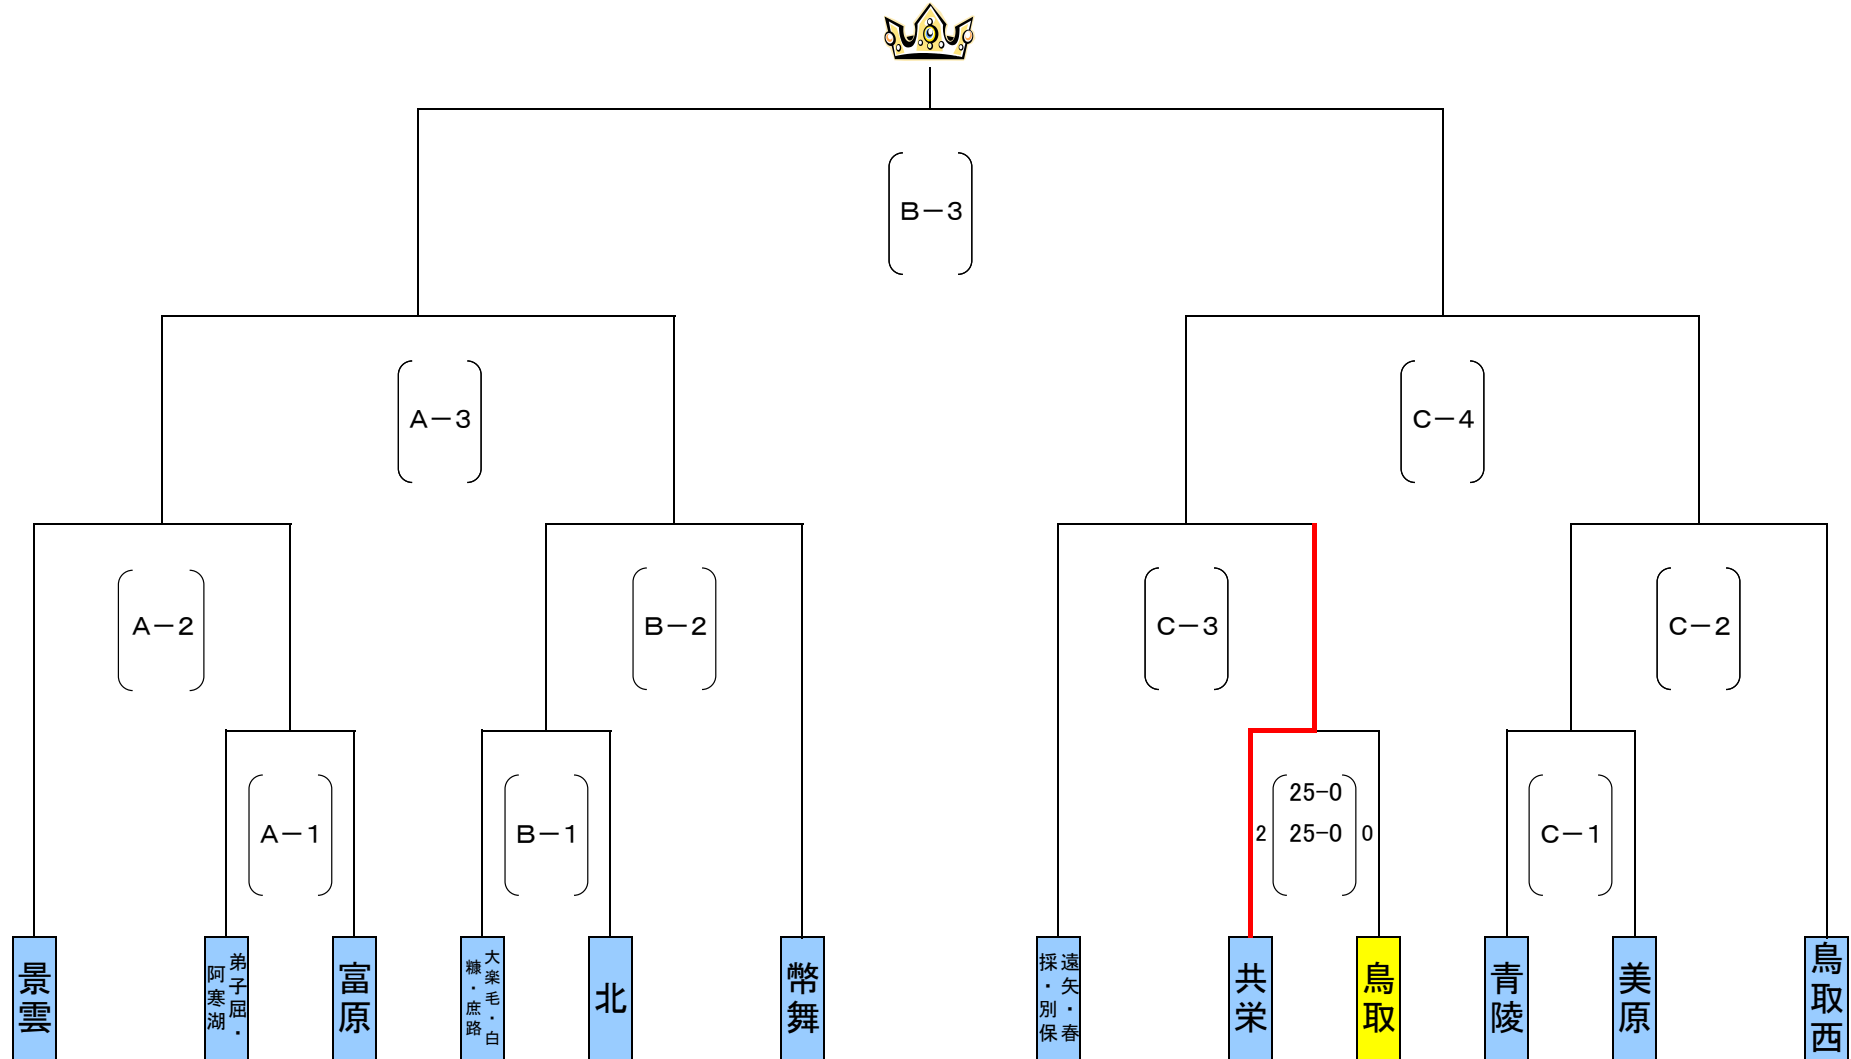 B－3
A－3
C－4
A－2
B－2
C－3
C－2
25-0
A－1
B－1
2
25-0
0
C－1
景雲
弟子屈・
阿寒湖
富原
大楽毛・白
糠・庶路
北
幣舞
遠矢・春
採・別保
共栄
鳥取
青陵
美原
鳥取西